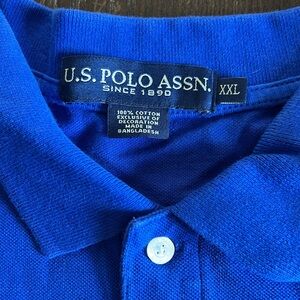 U.S. POLO ASSN.
SINCE 1890
XXL
100% COTTON
EXCLUSIVE OF
DECORATION
MADE IN
BANGLADESH